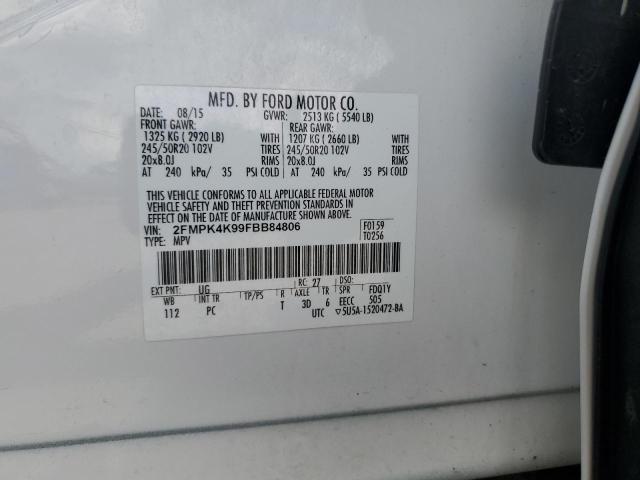 MFD. BY FORD MOTOR CO.
DATE: 08/15 GVWR: 2513 KG ( 5540 LB)
FRONT GAWR: REAR GAWR:
1325 KG ( 2920 LB) WITH 1207 KG ( 2660 LB) WITH
245/50R20 102V TIRES 245/50R20 102V TIRES
20x8.0J RIMS 20x8.0J RIMS
AT 240 kPa/ 35 PSI COLD AT 240 kPa/ 35 PSI COLD
THIS VEHICLE CONFORMS TO ALL APPLICABLE FEDERAL MOTOR
VEHICLE SAFETY AND THEFT PREVENTION STANDARDS IN
EFFECT ON THE DATE OF MANUFACTURE SHOWN ABOVE.
VIN: 2FMPK4K99FBB84806 F0159
TYPE: MPV T0256
EXT PNT: UG RC: 27 DSO:
WB INT TR TP/PS R AXLE TR SPR FDQTY
112 PC T 3D 6 EECC 505
UTC ▽5U5A-1520472-BA